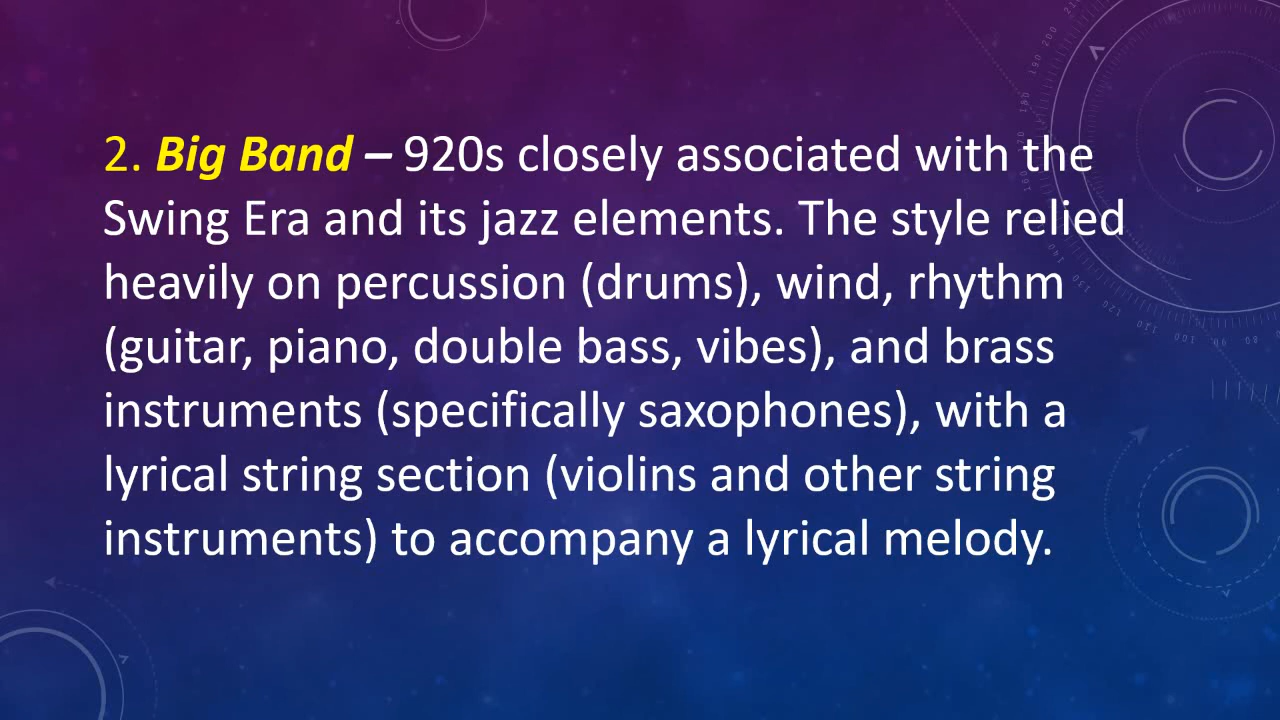 2. Big Band – 920s closely associated with the
Swing Era and its jazz elements. The style relied
heavily on percussion (drums), wind, rhythm
(guitar, piano, double bass, vibes), and brass
instruments (specifically saxophones), with a
lyrical string section (violins and other string
instruments) to accompany a lyrical melody.